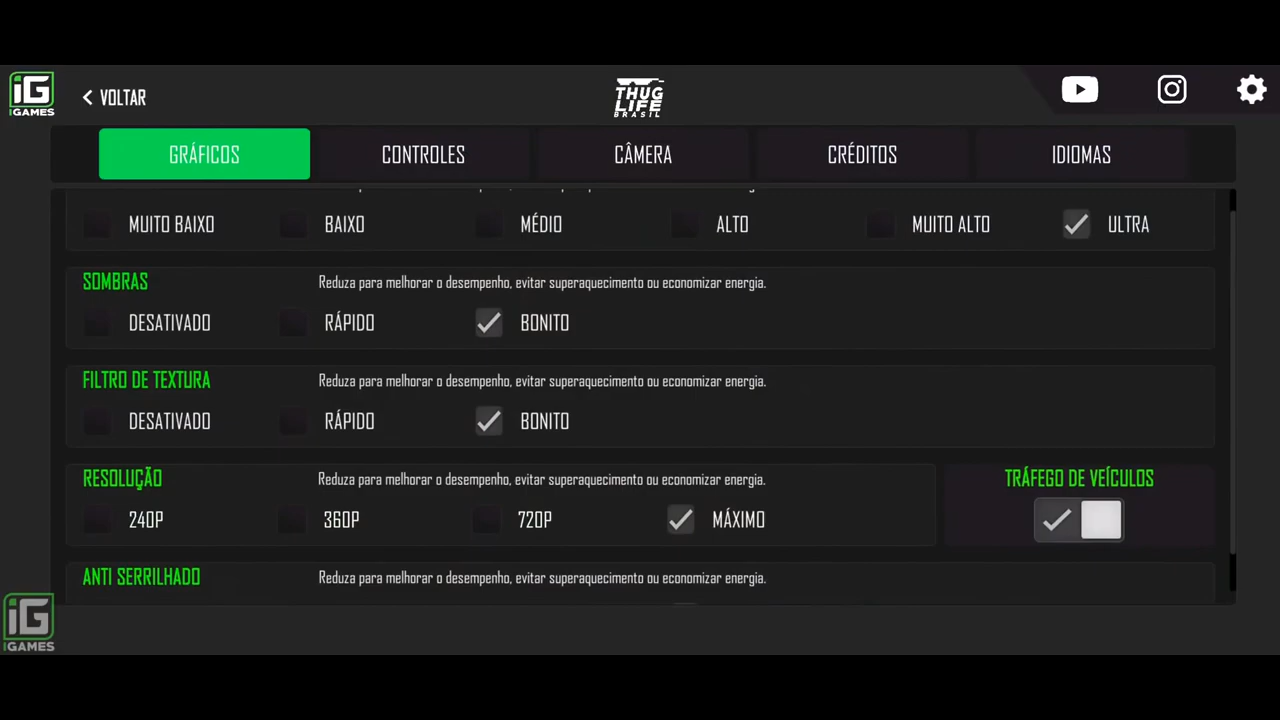 iG
iGAMES
VOLTAR
THUG
LIFE
BRASIL
GRÁFICOS CONTROLES CÂMERA CRÉDITOS IDIOMAS
MUITO BAIXO BAIXO MÉDIO ALTO MUITO ALTO ULTRA
SOMBRAS Reduza para melhorar o desempenho, evitar superaquecimento ou economizar energia.
DESATIVADO RÁPIDO BONITO
FILTRO DE TEXTURA Reduza para melhorar o desempenho, evitar superaquecimento ou economizar energia.
DESATIVADO RÁPIDO BONITO
RESOLUÇÃO Reduza para melhorar o desempenho, evitar superaquecimento ou economizar energia. TRÁFEGO DE VEÍCULOS
240P 360P 720P MÁXIMO
ANTI SERRILHADO Reduza para melhorar o desempenho, evitar superaquecimento ou economizar energia.
iG
iGAMES